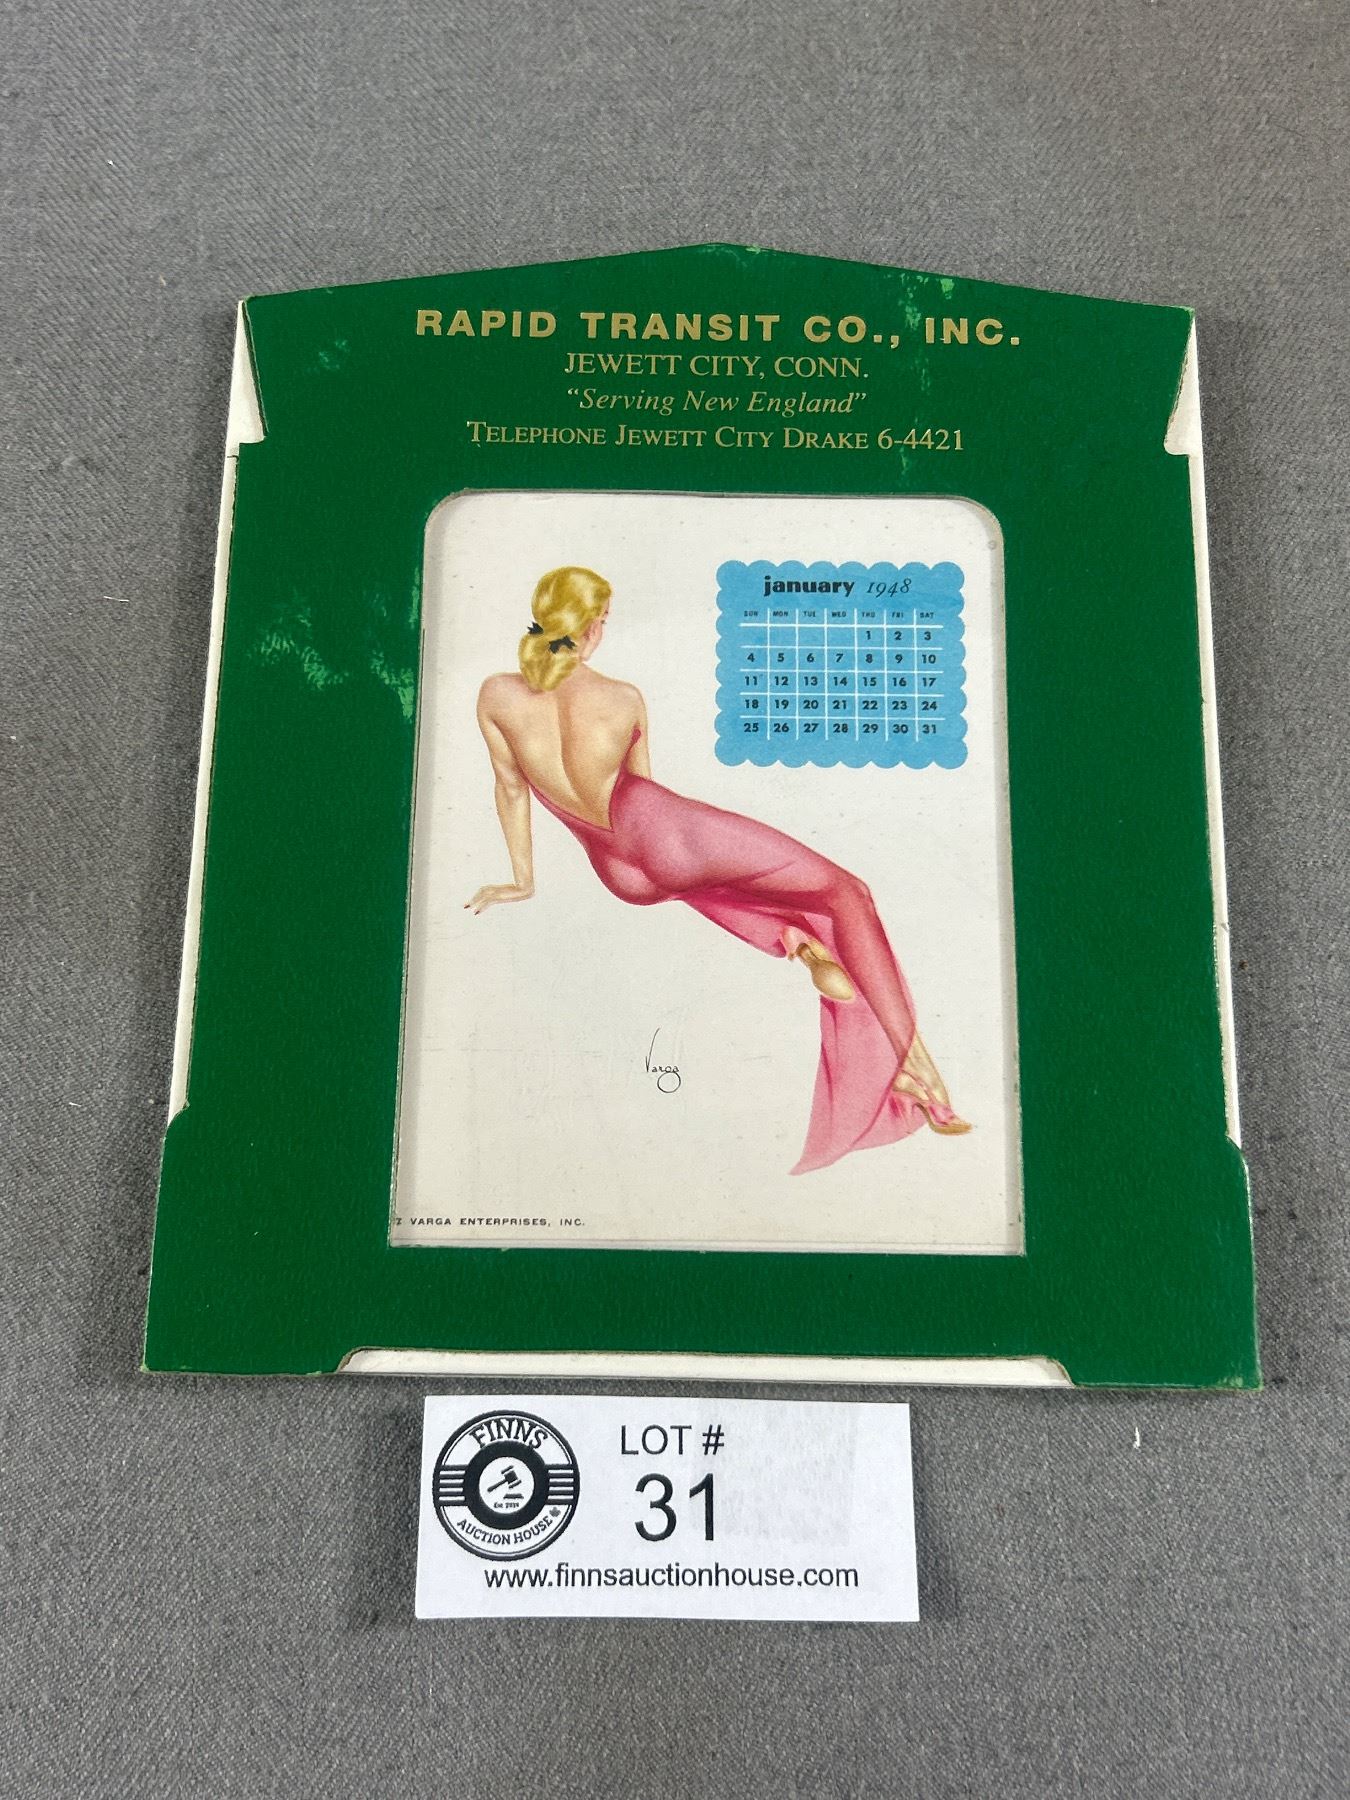 RAPID TRANSIT CO., INC.
JEWETT CITY, CONN.
“Serving New England”
TELEPHONE JEWETT CITY DRAKE 6-4421
january 1948
SUN MON TUE WED THU FRI SAT
1 2 3
4 5 6 7 8 9 10
11 12 13 14 15 16 17
18 19 20 21 22 23 24
25 26 27 28 29 30 31
Varga
VARGA ENTERPRISES, INC.
FINNS
AUCTION HOUSE
LOT #
31
www.finnsauctionhouse.com